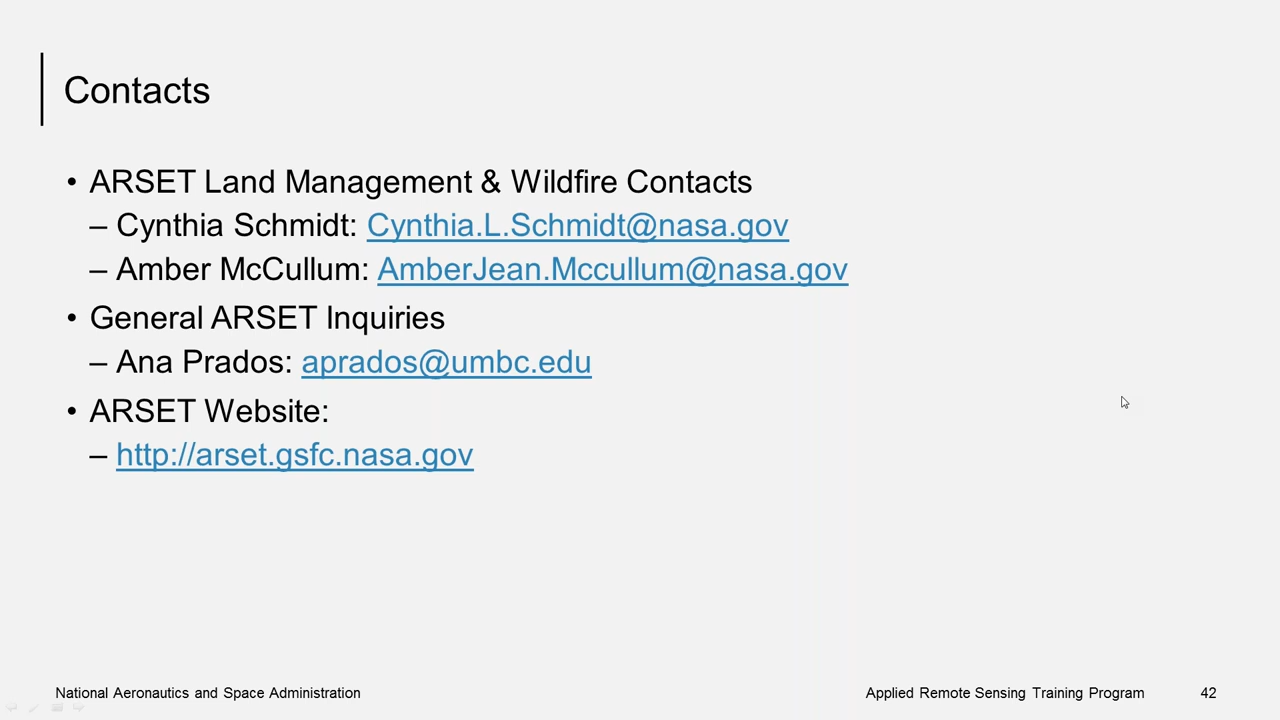 Contacts
• ARSET Land Management & Wildfire Contacts
– Cynthia Schmidt: Cynthia.L.Schmidt@nasa.gov
– Amber McCullum: AmberJean.Mccullum@nasa.gov
• General ARSET Inquiries
– Ana Prados: aprados@umbc.edu
• ARSET Website:
– http://arset.gsfc.nasa.gov
National Aeronautics and Space Administration
Applied Remote Sensing Training Program
42